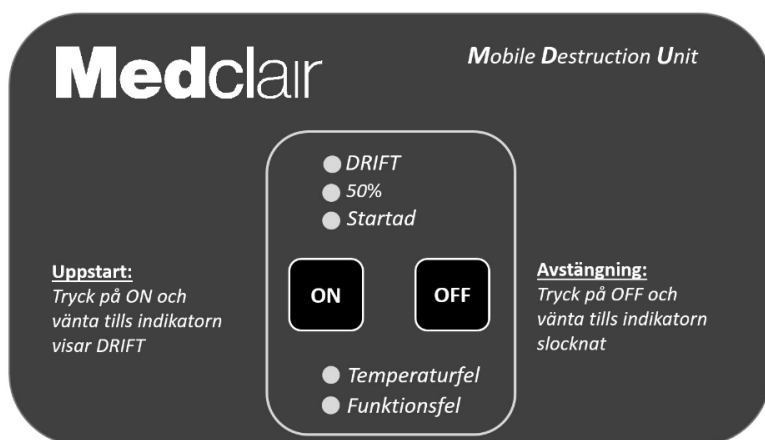 Medclair
Mobile Destruction Unit
DRIFT
50%
Startad
Uppstart:
Tryck på ON och
vänta tills indikatorn
visar DRIFT
ON
OFF
Avstängning:
Tryck på OFF och
vänta tills indikatorn
slocknat
Temperaturfel
Funktionsfel